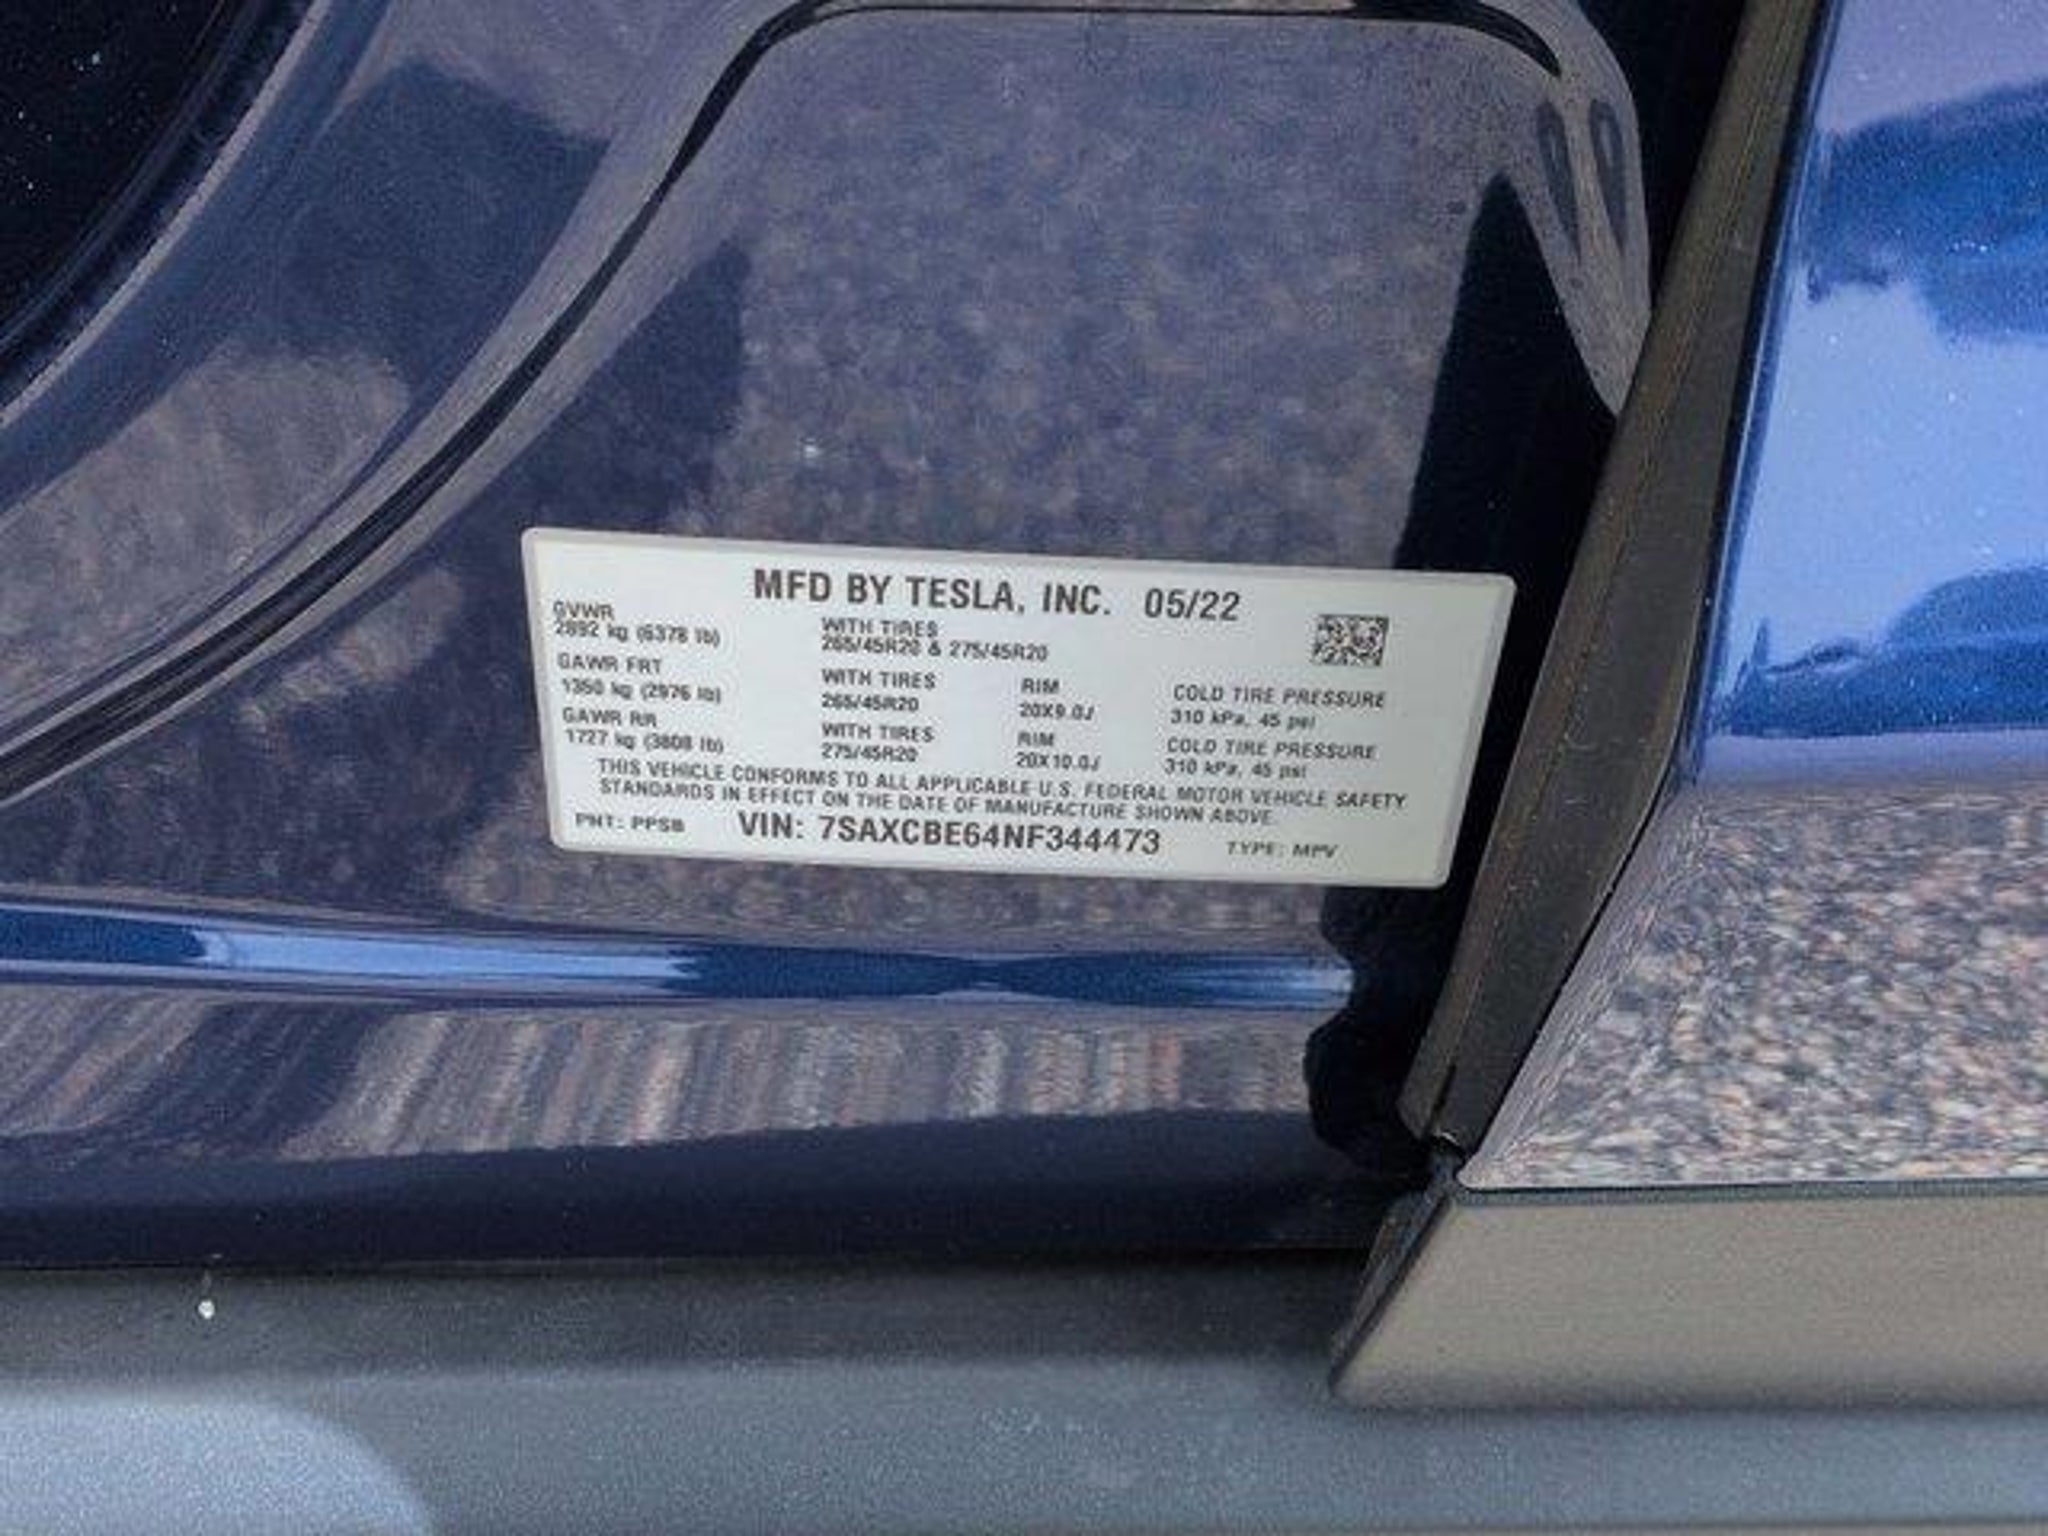 MFD BY TESLA, INC. 05/22
GVWR
2892 kg (6378 lb)
WITH TIRES
265/45R20 & 275/45R20
GAWR FRT
1350 kg (2976 lb)
WITH TIRES
265/45R20
RIM
20X9.0J
COLD TIRE PRESSURE
310 kPa, 45 psi
GAWR RR
1727 kg (3808 lb)
WITH TIRES
275/45R20
RIM
20X10.0J
COLD TIRE PRESSURE
310 kPa, 45 psi
THIS VEHICLE CONFORMS TO ALL APPLICABLE U.S. FEDERAL MOTOR VEHICLE SAFETY
STANDARDS IN EFFECT ON THE DATE OF MANUFACTURE SHOWN ABOVE.
PNT: PPSB VIN: 7SAXCBE64NF344473 TYPE: MPV